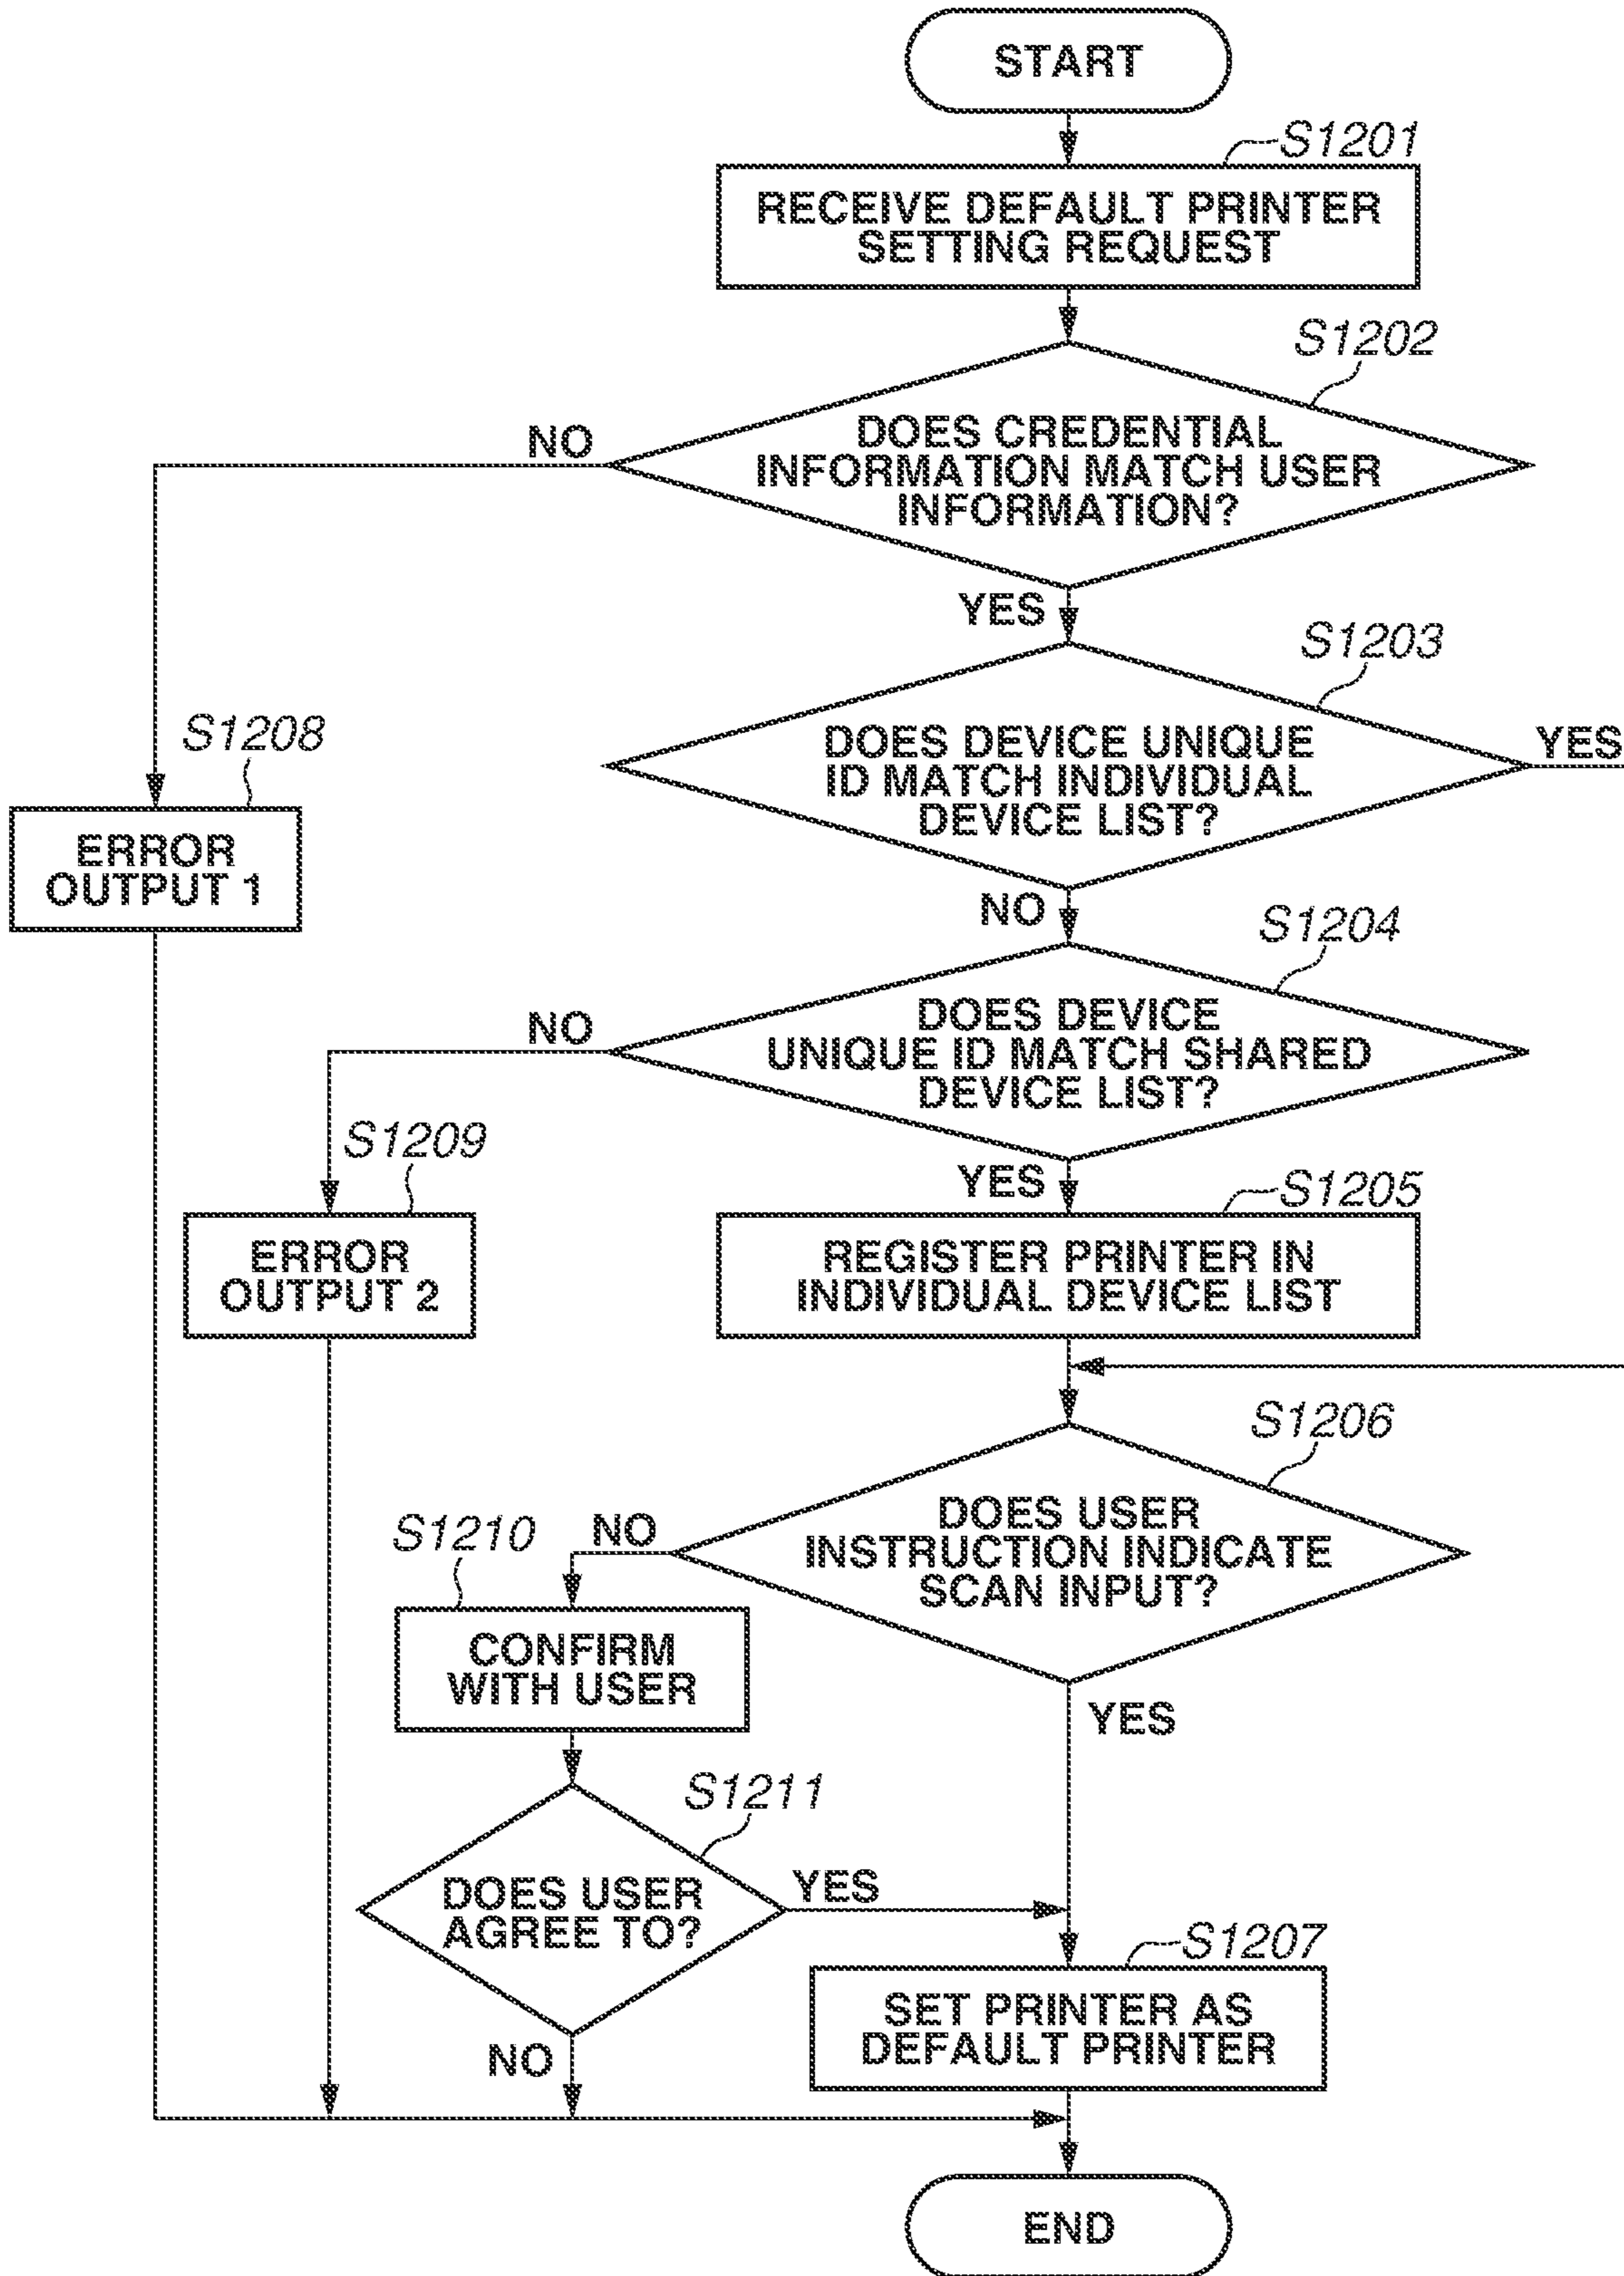 START
S1201
RECEIVE DEFAULT PRINTER
SETTING REQUEST
S1202
DOES CREDENTIAL
INFORMATION MATCH USER
INFORMATION?
NO
YES
S1203
DOES DEVICE UNIQUE
ID MATCH INDIVIDUAL
DEVICE LIST?
YES
NO
S1208
ERROR
OUTPUT 1
S1204
DOES DEVICE
UNIQUE ID MATCH SHARED
DEVICE LIST?
NO
YES
S1209
ERROR
OUTPUT 2
S1205
REGISTER PRINTER IN
INDIVIDUAL DEVICE LIST
S1206
DOES USER
INSTRUCTION INDICATE
SCAN INPUT?
NO
YES
S1210
CONFIRM
WITH USER
S1211
DOES USER
AGREE TO?
YES
NO
S1207
SET PRINTER AS
DEFAULT PRINTER
END